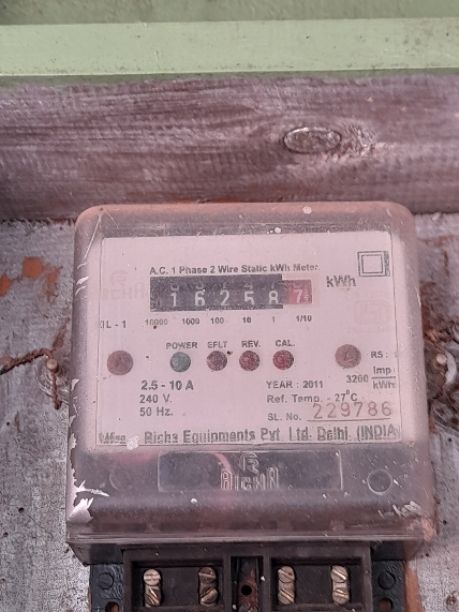 A.C. 1 Phase 2 Wire Static kWh Meter
162587 kWh
10000 1000 100 10 1 1/10
POWER EFLT REV. CAL.
2.5 - 10 A YEAR : 2011 3200 Imp/kWh
240 V. Ref. Temp. - 27°C
50 Hz. SL. No. 229786
Richa Equipments Pvt. Ltd. Delhi. (INDIA)
RICHA